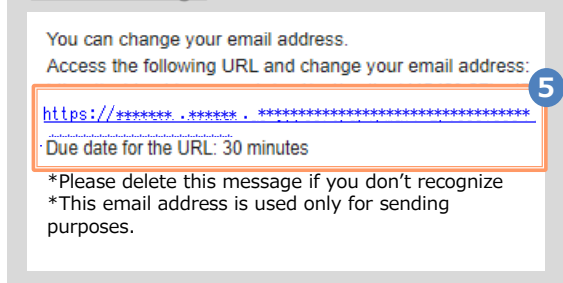 You can change your email address.
Access the following URL and change your email address:
5
https://******* .****** . *********************************
Due date for the URL: 30 minutes
*Please delete this message if you don’t recognize
*This email address is used only for sending
purposes.